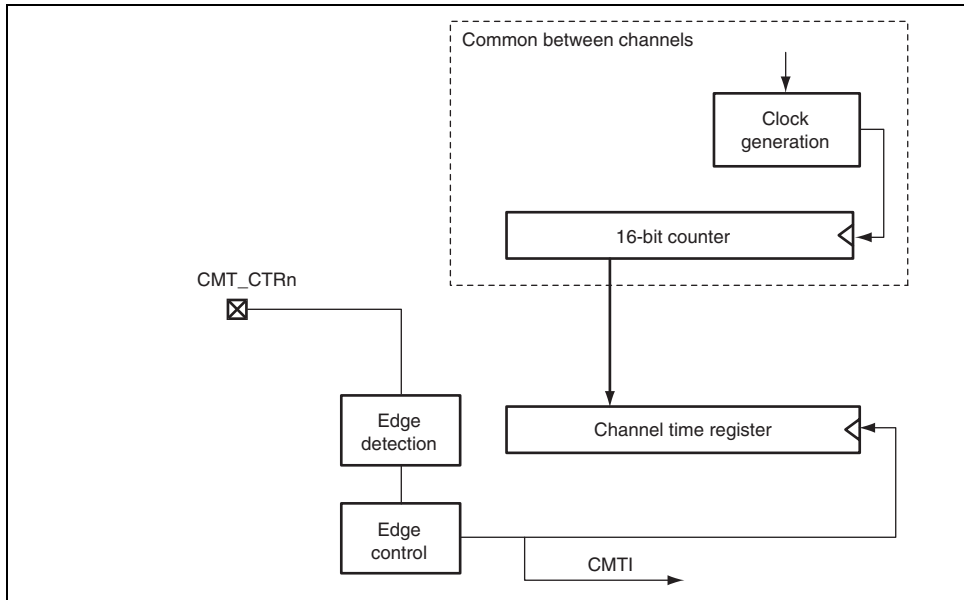 Common between channels
Clock
generation
16-bit counter
CMT_CTRn
Edge
detection
Channel time register
Edge
control
CMTI